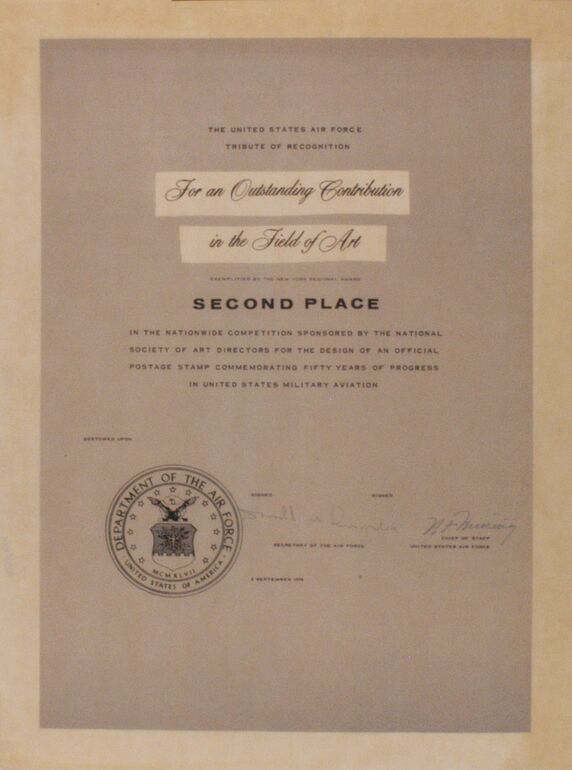 THE UNITED STATES AIR FORCE
TRIBUTE OF RECOGNITION
For an Outstanding Contribution
in the Field of Art
EXEMPLIFIED BY THE NEW YORK REGIONAL AWARD
SECOND PLACE
IN THE NATIONWIDE COMPETITION SPONSORED BY THE NATIONAL
SOCIETY OF ART DIRECTORS FOR THE DESIGN OF AN OFFICIAL
POSTAGE STAMP COMMEMORATING FIFTY YEARS OF PROGRESS
IN UNITED STATES MILITARY AVIATION
BESTOWED UPON
DEPARTMENT OF THE AIR FORCE
MCMXLVII
UNITED STATES OF AMERICA
SIGNED
SIGNED
SECRETARY OF THE AIR FORCE
CHIEF OF STAFF
UNITED STATES AIR FORCE
SEPTEMBER